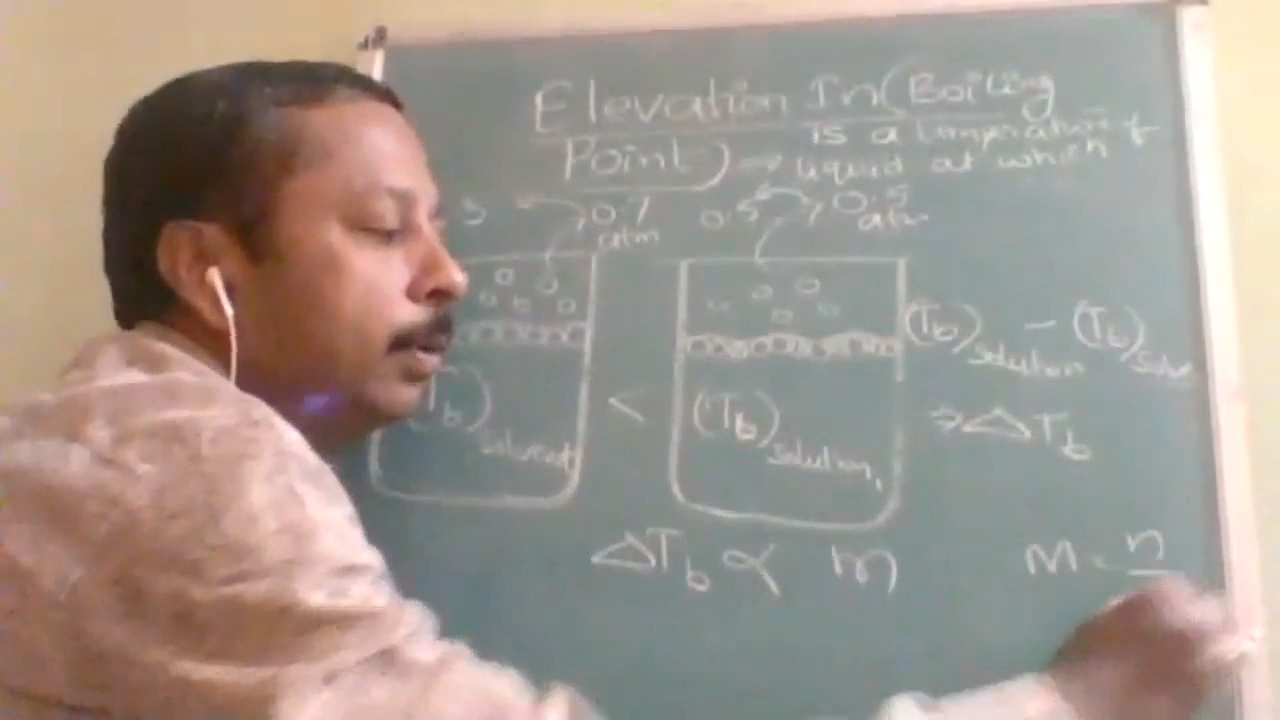 Elevation In (Boiling
Point) ⇒ is a temperature of
liquid at which
0.7
atm
0.5
0.5
atm
(Tb) solvent
<
(Tb) solution
(Tb) solution - (Tb)
⇒ ΔTb
ΔTb ∝ m
M = n